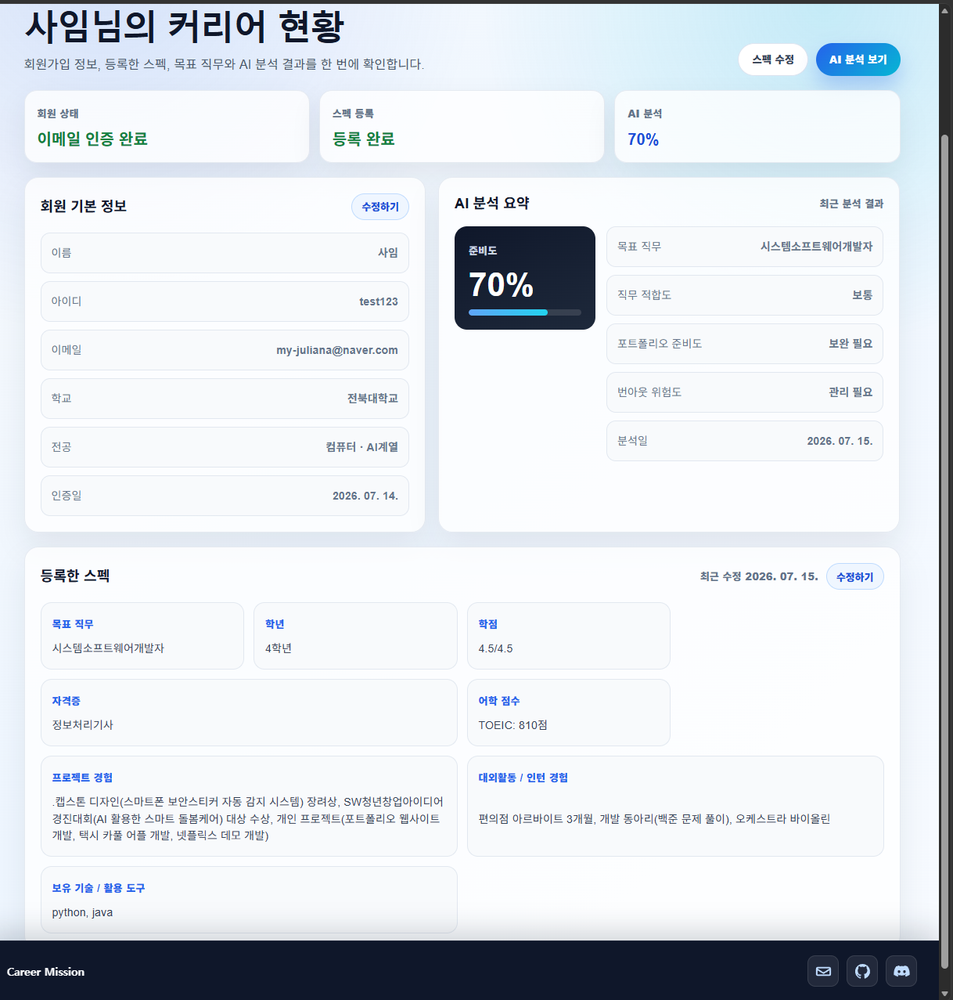 사임님의 커리어 현황
회원가입 정보, 등록한 스펙, 목표 직무와 AI 분석 결과를 한 번에 확인합니다.
스펙 수정
AI 분석 보기
회원 상태
이메일 인증 완료
스펙 등록
등록 완료
AI 분석
70%
회원 기본 정보
수정하기
이름
사임
아이디
test123
이메일
my-juliana@naver.com
학교
전북대학교
전공
컴퓨터 · AI계열
인증일
2026. 07. 14.
AI 분석 요약
최근 분석 결과
준비도
70%
목표 직무
시스템소프트웨어개발자
직무 적합도
보통
포트폴리오 준비도
보완 필요
번아웃 위험도
관리 필요
분석일
2026. 07. 15.
등록한 스펙
최근 수정 2026. 07. 15.
수정하기
목표 직무
시스템소프트웨어개발자
학년
4학년
학점
4.5/4.5
자격증
정보처리기사
어학 점수
TOEIC: 810점
프로젝트 경험
.캡스톤 디자인(스마트폰 보안스티커 자동 감지 시스템) 장려상, SW청년창업아이디어
경진대회(AI 활용한 스마트 돌봄케어) 대상 수상, 개인 프로젝트(포트폴리오 웹사이트
개발, 택시 카풀 어플 개발, 넷플릭스 데모 개발)
대외활동 / 인턴 경험
편의점 아르바이트 3개월, 개발 동아리(백준 문제 풀이), 오케스트라 바이올린
보유 기술 / 활용 도구
python, java
Career Mission